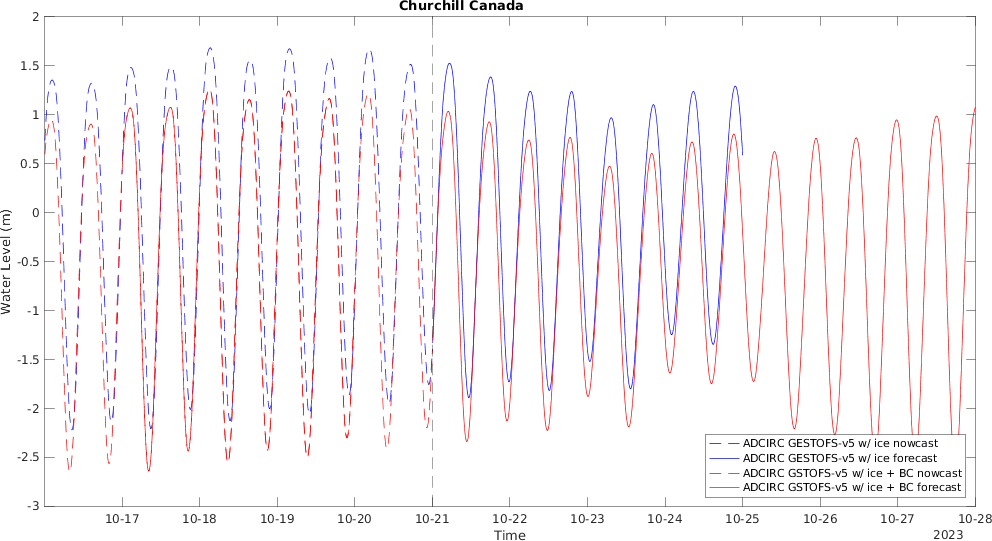 Churchill Canada
2
1.5
1
0.5
0
-0.5
-1
-1.5
-2
-2.5
-3
Water Level (m)
ADCIRC GESTOFS-v5 w/ ice nowcast
ADCIRC GESTOFS-v5 w/ ice forecast
ADCIRC GSTOFS-v5 w/ ice + BC nowcast
ADCIRC GSTOFS-v5 w/ ice + BC forecast
10-17 10-18 10-19 10-20 10-21 10-22 10-23 10-24 10-25 10-26 10-27 10-28
Time
2023